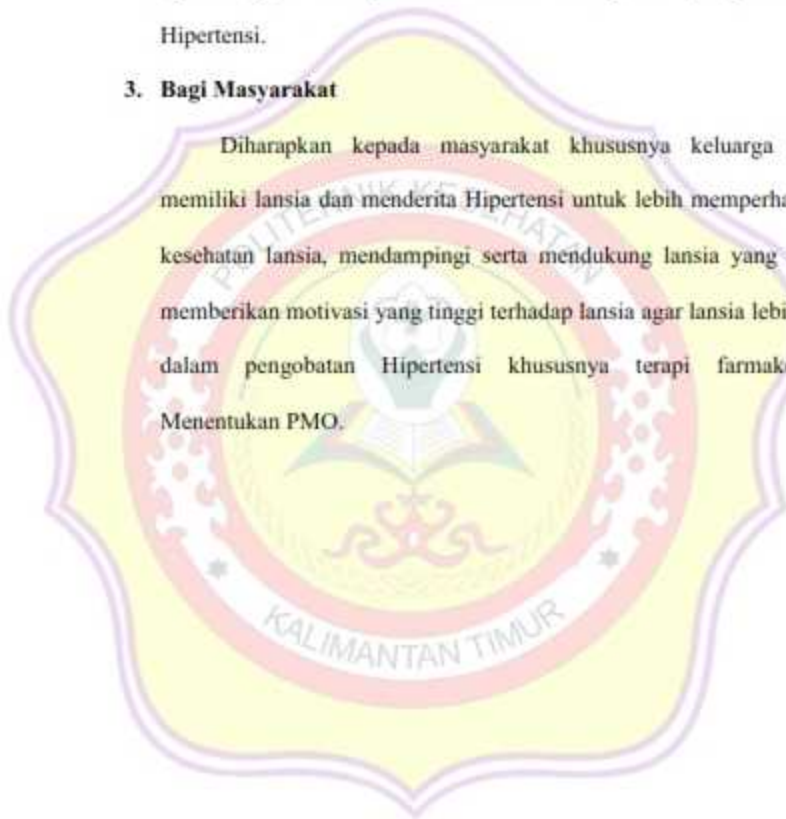 Hipertensi.
3. Bagi Masyarakat
Diharapkan kepada masyarakat khususnya keluarga
memiliki lansia dan menderita Hipertensi untuk lebih
kesehatan lansia, mendampingi serta mendukung lansia yang
memberikan motivasi yang tinggi terhadap lansia agar lansia
dalam pengobatan Hipertensi khususnya terapi
Menentukan PMO.
POLITEKNIK KESEHATAN
KALIMANTAN TIMUR